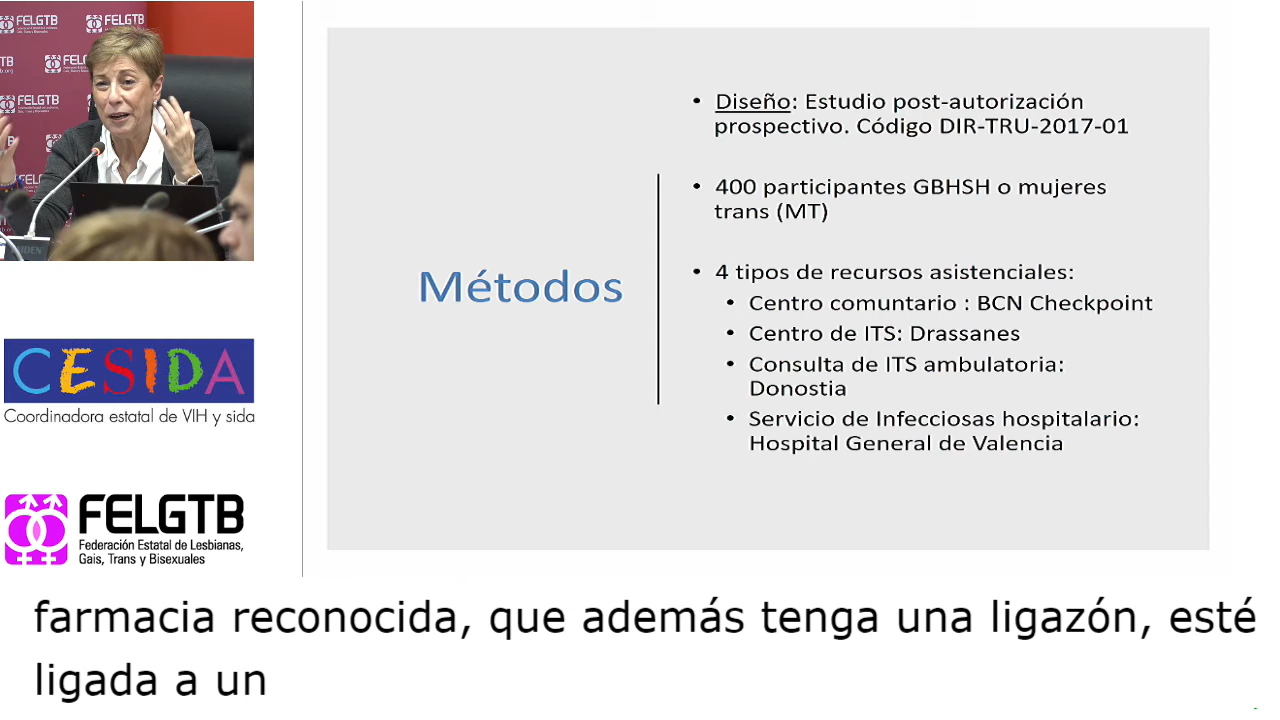 FELGTB
FELGTB
FELGTB
Diseño: Estudio post-autorización
prospectivo. Código DIR-TRU-2017-01
400 participantes GBHSH o mujeres
trans (MT)
Métodos
4 tipos de recursos asistenciales:
Centro comuntario : BCN Checkpoint
Centro de ITS: Drassanes
Consulta de ITS ambulatoria:
Donostia
Servicio de Infecciosas hospitalario:
Hospital General de Valencia
CESIDA
Coordinadora estatal de VIH y sida
FELGTB
Federación Estatal de Lesbianas,
Gais, Trans y Bisexuales
farmacia reconocida, que además tenga una ligazón, esté
ligada a un